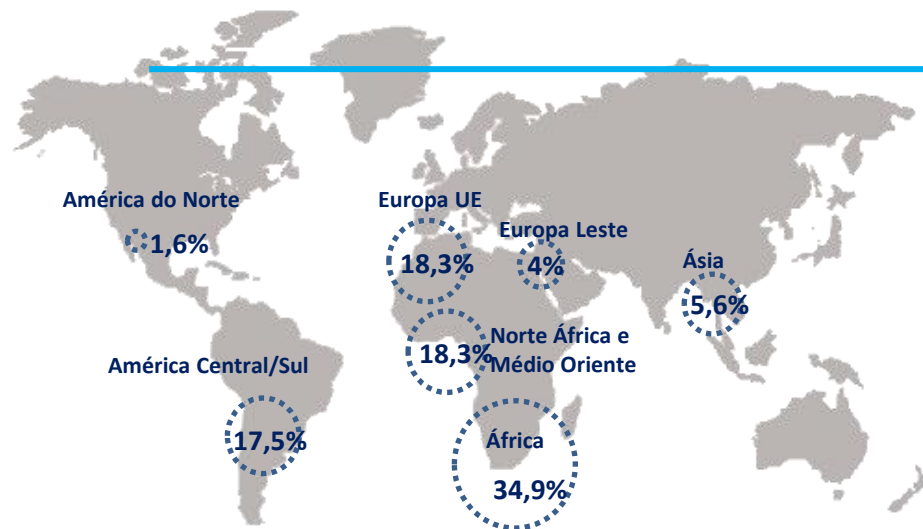 América do Norte
1,6%
Europa UE
18,3%
Europa Leste
4%
Ásia
5,6%
Norte África e
Médio Oriente
18,3%
América Central/Sul
17,5%
África
34,9%